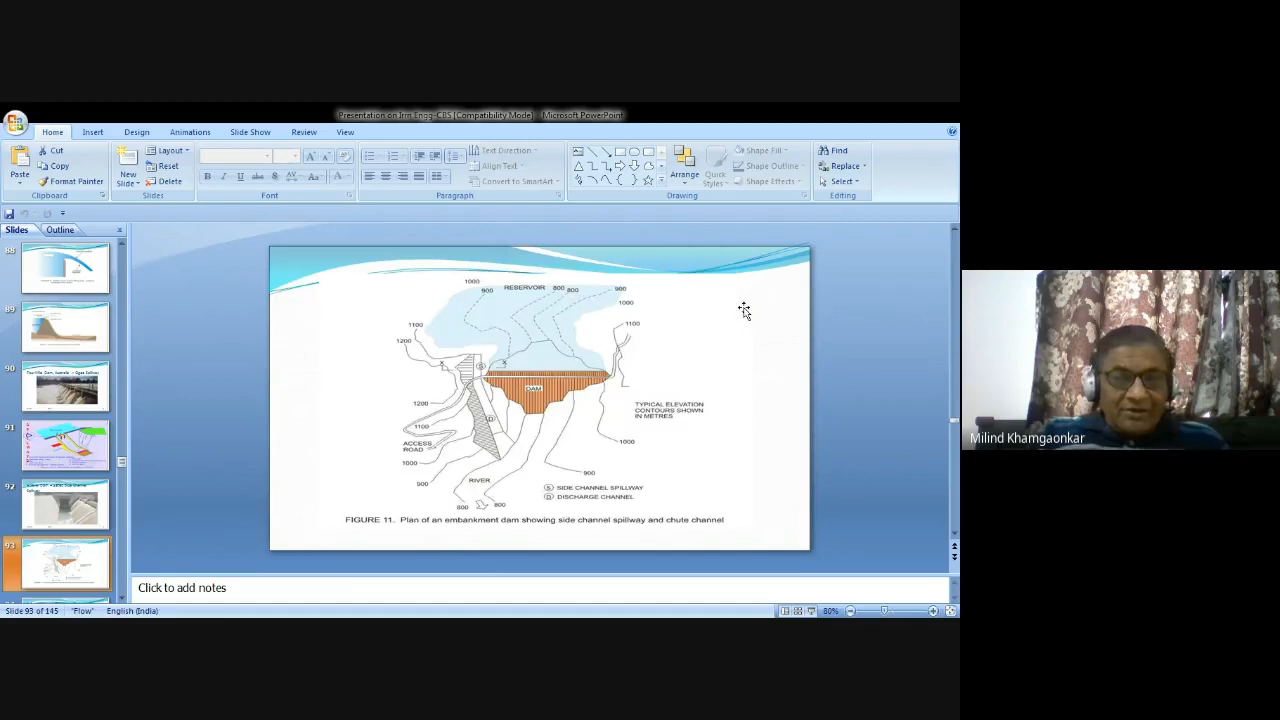 Presentation on Irrn Engg-CBS [Compatibility Mode] - Microsoft PowerPoint
Home Insert Design Animations Slide Show Review View
Cut
Copy
Format Painter
Paste
Clipboard
New Slide
Layout
Reset
Delete
Slides
Font
Text Direction
Align Text
Convert to SmartArt
Paragraph
Arrange
Quick Styles
Shape Fill
Shape Outline
Shape Effects
Drawing
Find
Replace
Select
Editing
Slides Outline
88
89
90
91
92
93
1000
900 RESERVOIR 800 800 900
1000
1100 1100
1200
X S X
DAM
1200
TYPICAL ELEVATION
CONTOURS SHOWN
IN METRES
D
1100
ACCESS
ROAD
1000
1000
900
RIVER
900
800 800
S SIDE CHANNEL SPILLWAY
D DISCHARGE CHANNEL
FIGURE 11. Plan of an embankment dam showing side channel spillway and chute channel
Click to add notes
Slide 93 of 145 "Flow" English (India) 80%
Milind Khamgaonkar